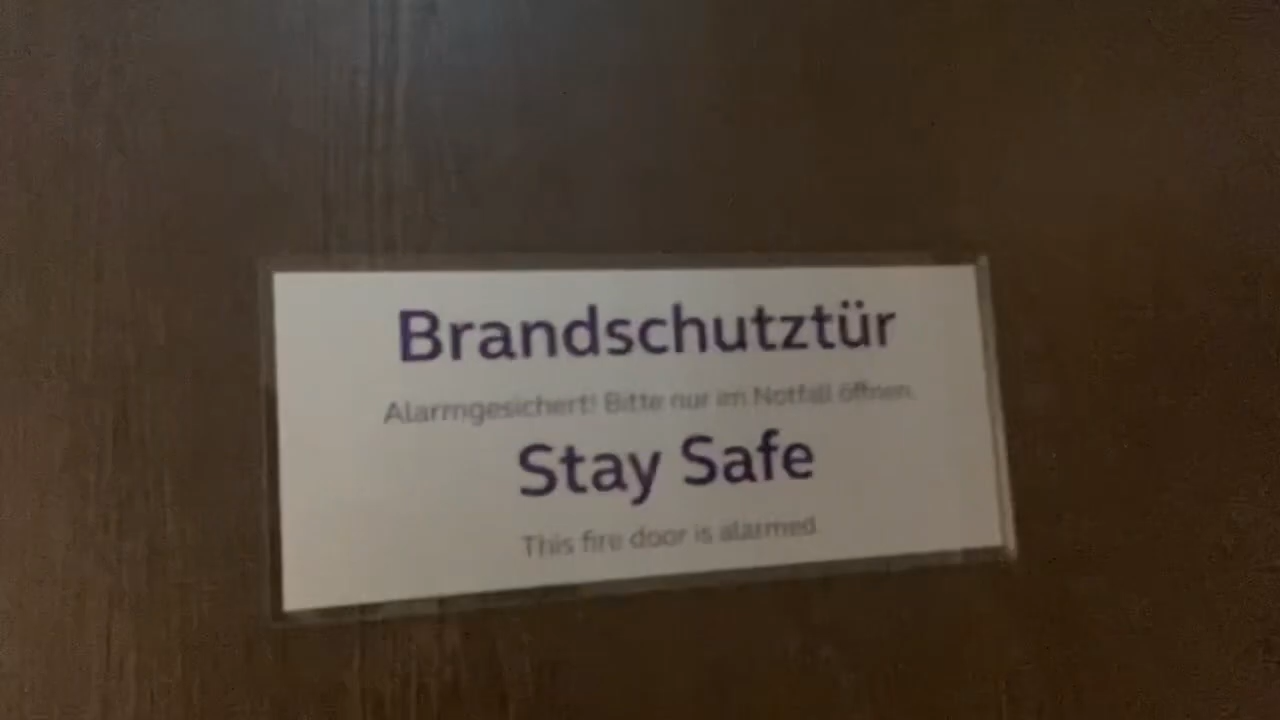 Brandschutztür
Alarmgesichert! Bitte nur im Notfall öffnen.
Stay Safe
This fire door is alarmed